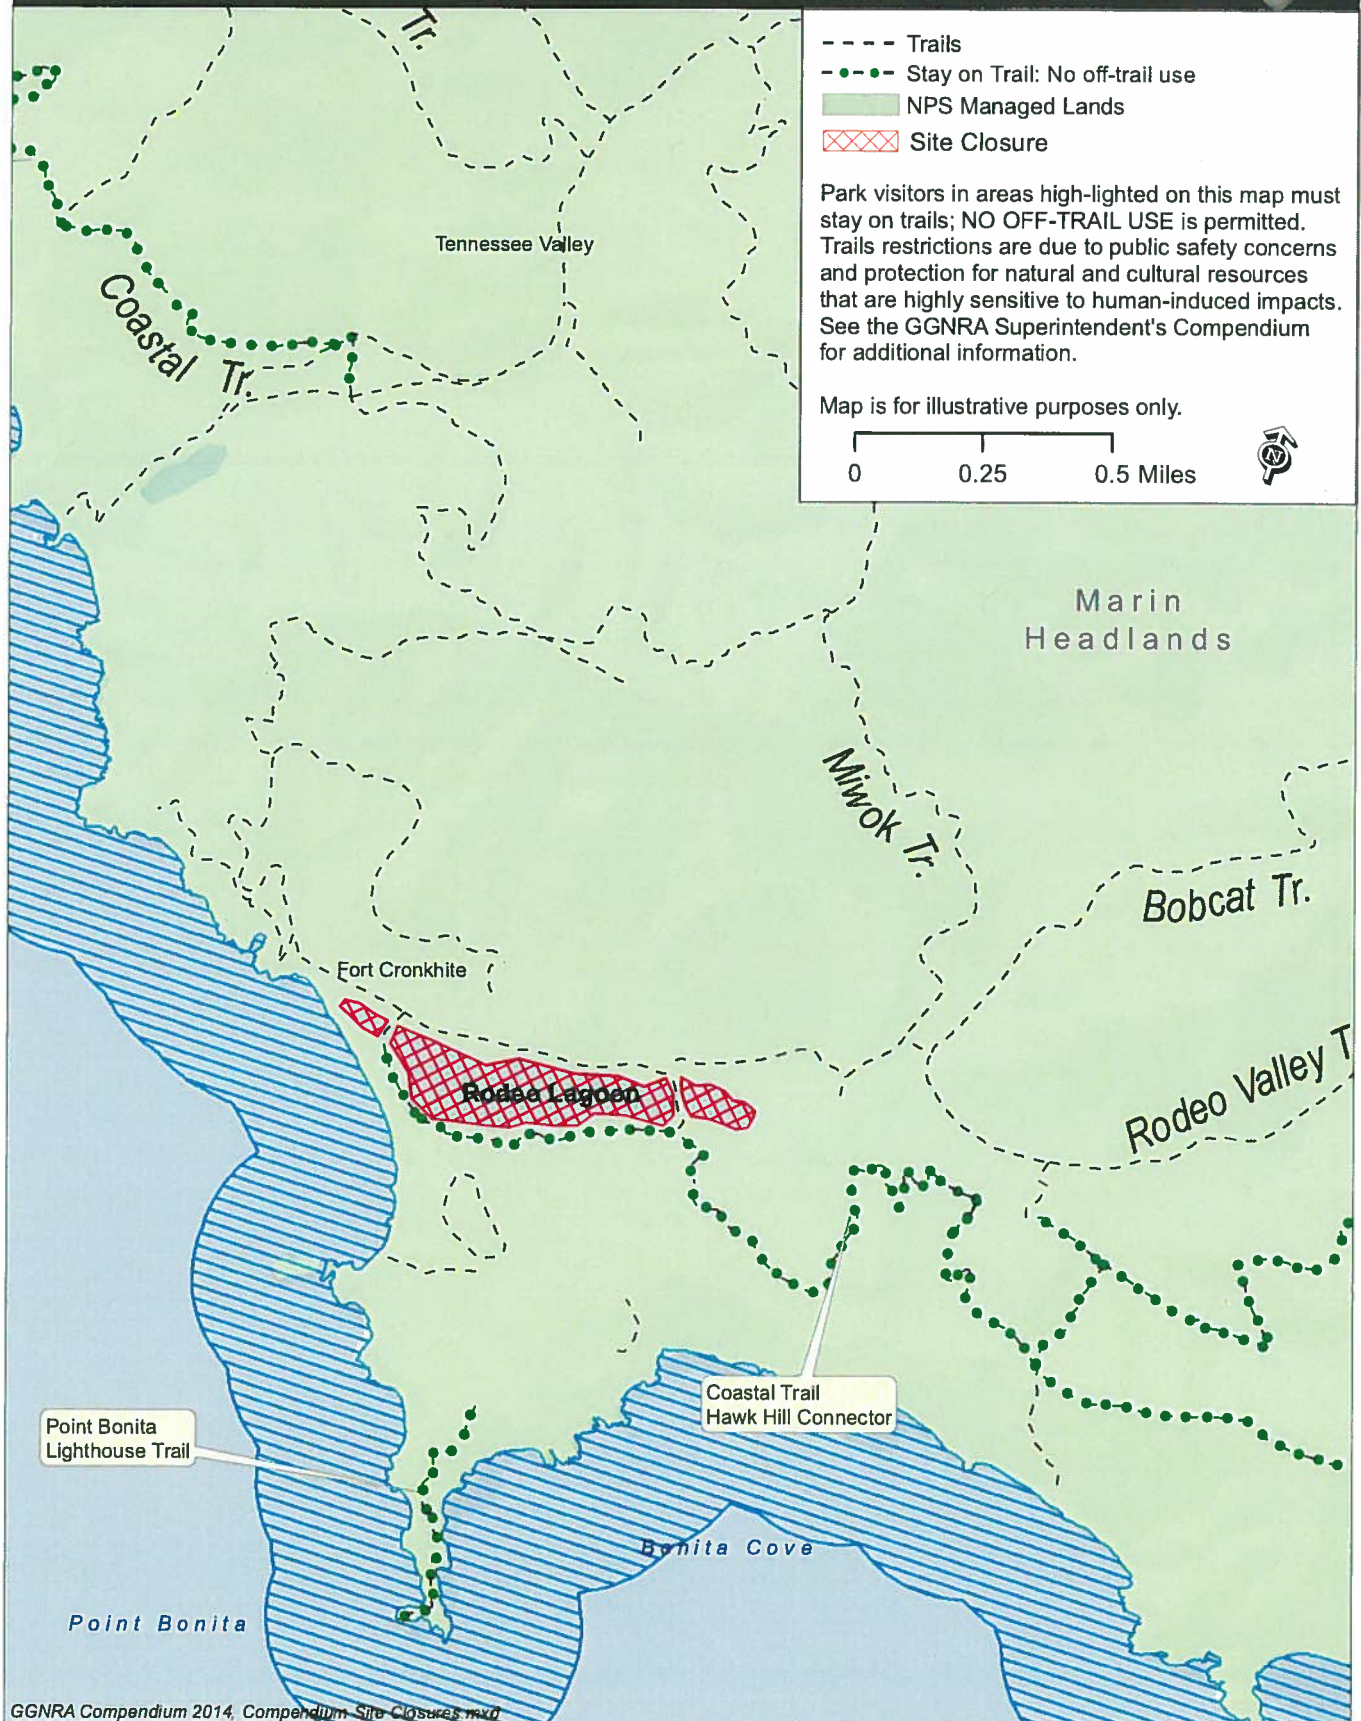 Tr.
Trails
Stay on Trail: No off-trail use
NPS Managed Lands
Site Closure
Park visitors in areas high-lighted on this map must
stay on trails; NO OFF-TRAIL USE is permitted.
Trails restrictions are due to public safety concerns
and protection for natural and cultural resources
that are highly sensitive to human-induced impacts.
See the GGNRA Superintendent's Compendium
for additional information.
Map is for illustrative purposes only.
0 0.25 0.5 Miles
N
Tennessee Valley
Coastal Tr.
Marin
Headlands
Miwok Tr.
Bobcat Tr.
Fort Cronkhite
Rodeo Valley T
Rodeo Lagoon
Coastal Trail
Hawk Hill Connector
Point Bonita
Lighthouse Trail
Bonita Cove
Point Bonita
GGNRA Compendium 2014, Compendium Site Closures.mxd